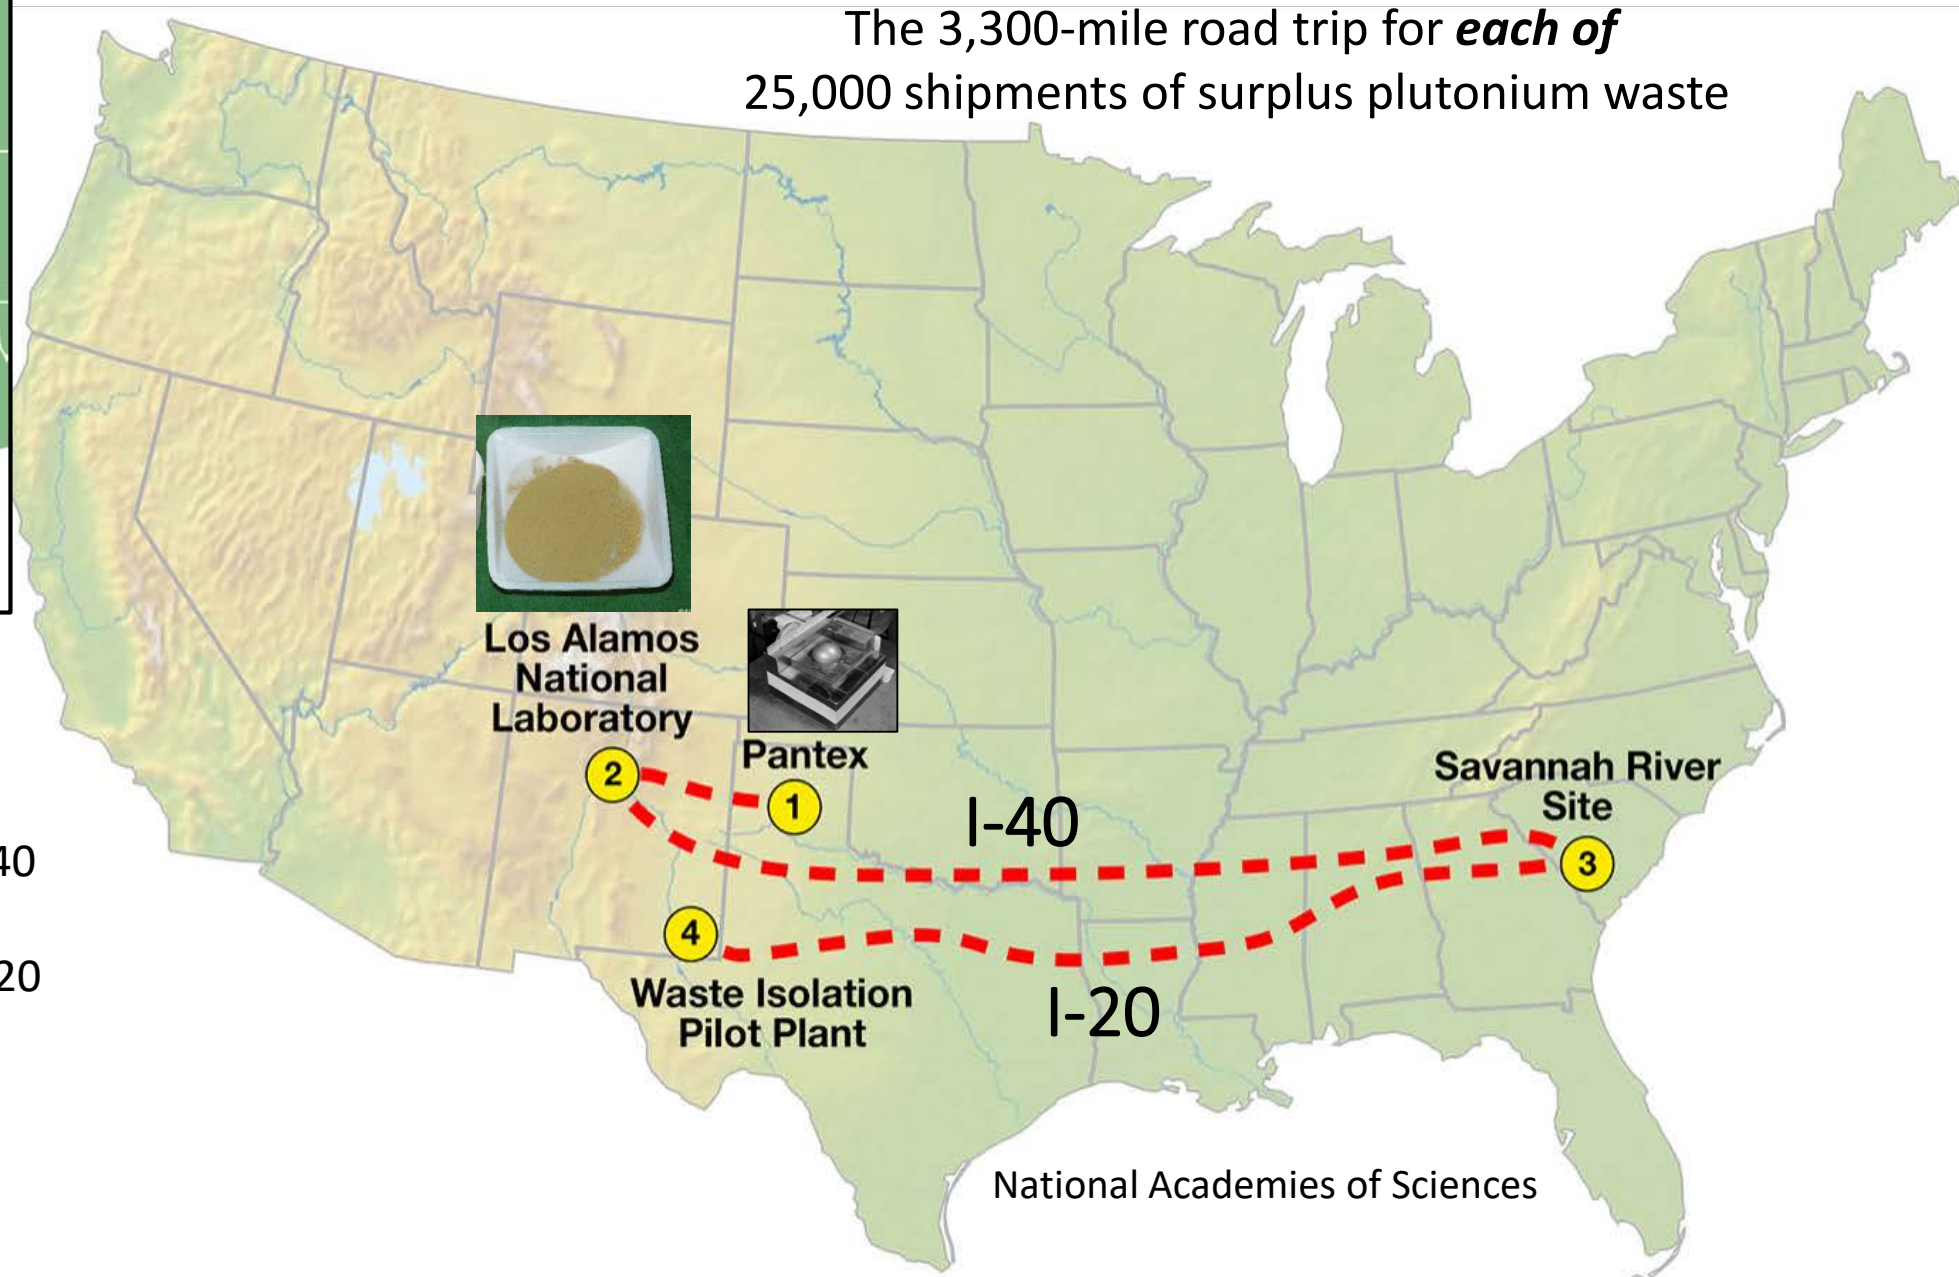 The 3,300-mile road trip for each of
25,000 shipments of surplus plutonium waste
Los Alamos
National
Laboratory
Pantex
2
1
I-40
Savannah River
Site
3
40
4
20
Waste Isolation
Pilot Plant
I-20
National Academies of Sciences